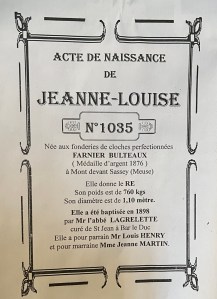 ACTE DE NAISSANCE
DE
JEANNE-LOUISE
N°1035
Née aux fonderies de cloches perfectionnées
FARNIER BULTEAUX
( Médaille d'argent 1876 )
à Mont devant Sassey (Meuse)
Elle donne le RE
Son poids est de 760 kgs
Son diamètre est de 1,10 mètre.
Elle a été baptisée en 1898
par Mr l'abbé LAGRELETTE
curé de St Jean à Bar le Duc
Elle a pour parrain Mr Louis HENRY
et pour marraine Mme Jeanne MARTIN.